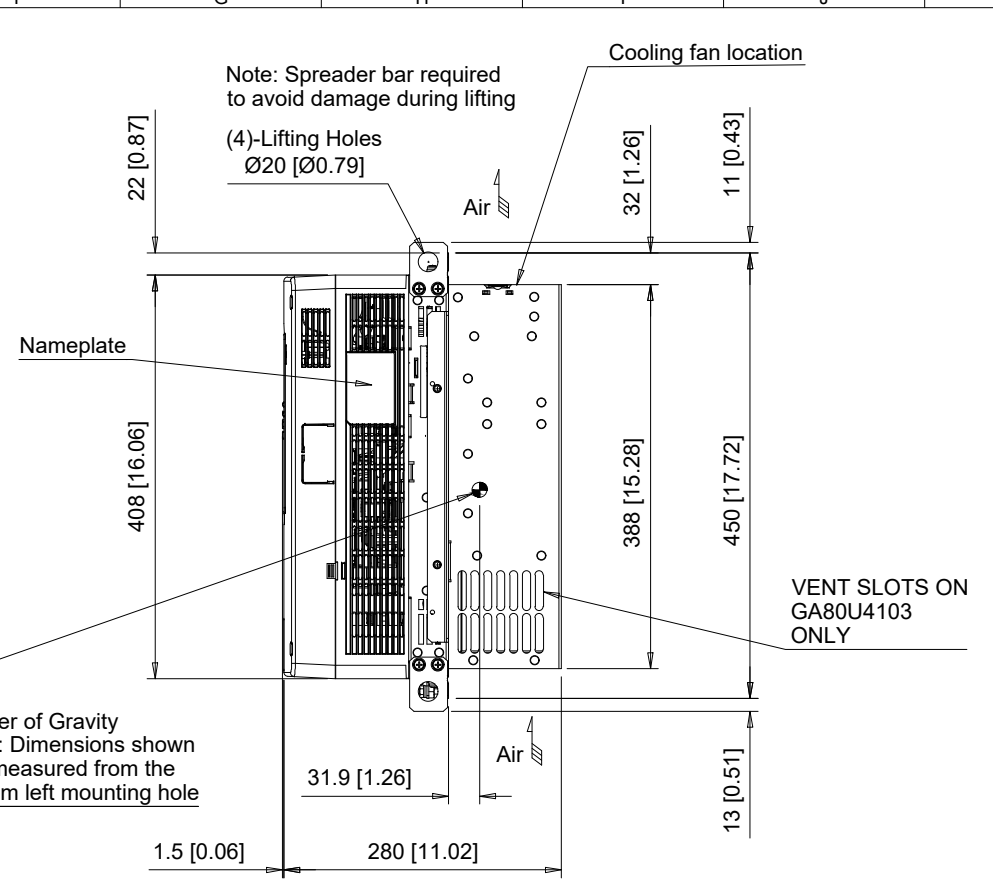 Cooling fan location
Note: Spreader bar required
to avoid damage during lifting
(4)-Lifting Holes
Ø20 [Ø0.79]
22 [0.87]
Air
32 [1.26]
11 [0.43]
Nameplate
408 [16.06]
388 [15.28]
450 [17.72]
VENT SLOTS ON
GA80U4103
ONLY
er of Gravity
: Dimensions shown
measured from the
m left mounting hole
Air
31.9 [1.26]
13 [0.51]
1.5 [0.06]
280 [11.02]